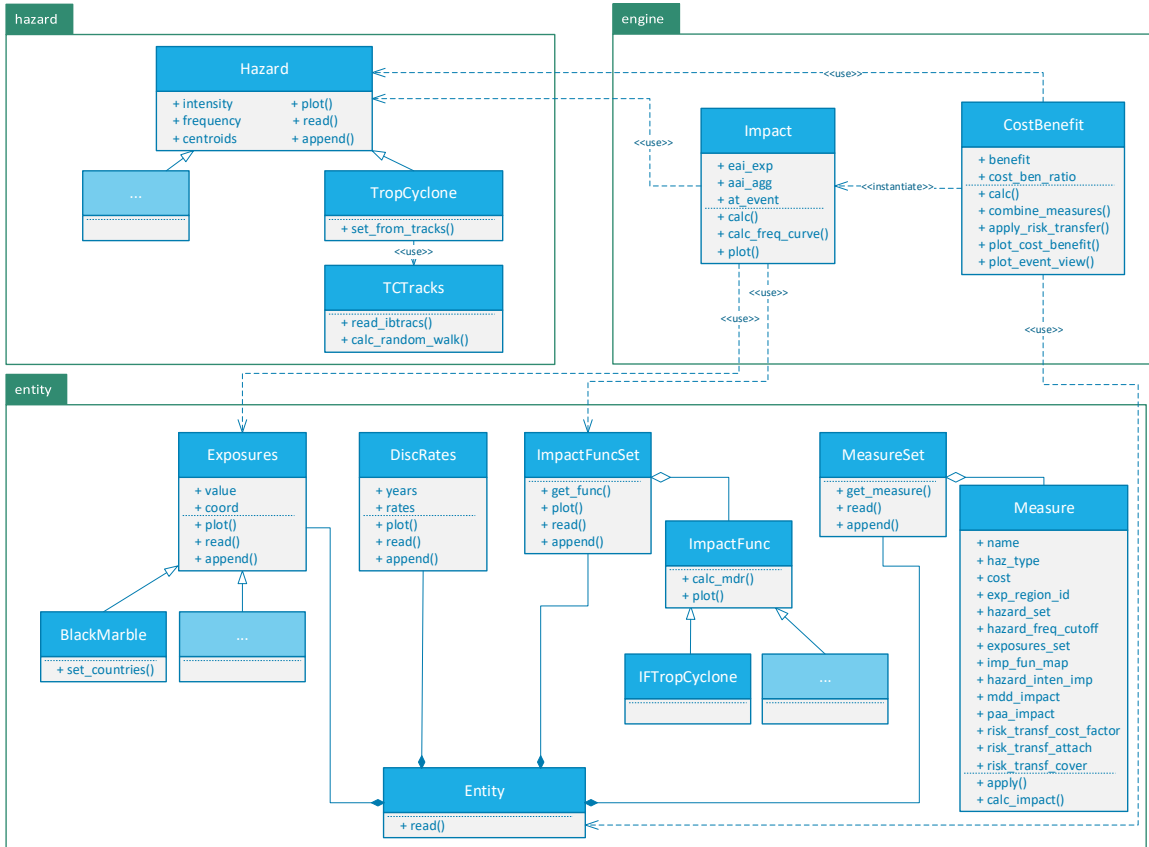 hazard
Hazard
+ intensity
+ frequency
+ centroids
+ plot()
+ read()
+ append()
...
TropCyclone
+ set_from_tracks()
<<use>>
TCTracks
+ read_ibtracs()
+ calc_random_walk()
engine
<<use>>
<<use>>
Impact
+ eai_exp
+ aai_agg
+ at_event
+ calc()
+ calc_freq_curve()
+ plot()
<<instantiate>>
CostBenefit
+ benefit
+ cost_ben_ratio
+ calc()
+ combine_measures()
+ apply_risk_transfer()
+ plot_cost_benefit()
+ plot_event_view()
<<use>>
<<use>>
<<use>>
entity
Exposures
+ value
+ coord
+ plot()
+ read()
+ append()
BlackMarble
+ set_countries()
...
DiscRates
+ years
+ rates
+ plot()
+ read()
+ append()
ImpactFuncSet
+ get_func()
+ plot()
+ read()
+ append()
ImpactFunc
+ calc_mdr()
+ plot()
IFTropCyclone
...
MeasureSet
+ get_measure()
+ read()
+ append()
Measure
+ name
+ haz_type
+ cost
+ exp_region_id
+ hazard_set
+ hazard_freq_cutoff
+ exposures_set
+ imp_fun_map
+ hazard_inten_imp
+ mdd_impact
+ paa_impact
+ risk_transf_cost_factor
+ risk_transf_attach
+ risk_transf_cover
+ apply()
+ calc_impact()
Entity
+ read()